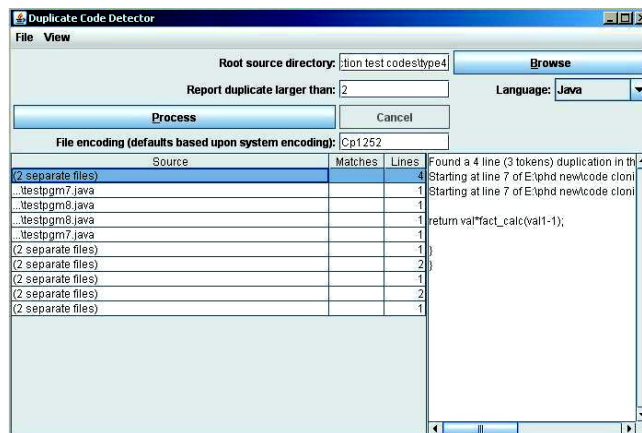 Duplicate Code Detector
File View
Root source directory: :tion test codes\type4 Browse
Report duplicate larger than: 2 Language: Java
Process Cancel
File encoding (defaults based upon system encoding): Cp1252
Source Matches Lines
(2 separate files) 4
...\testpgm7.java 1
...\testpgm8.java 1
...\testpgm8.java 1
...\testpgm7.java 1
(2 separate files) 1
(2 separate files) 2
(2 separate files) 1
(2 separate files) 2
(2 separate files) 1
Found a 4 line (3 tokens) duplication in th
Starting at line 7 of E:\phd new\code cloni
Starting at line 7 of E:\phd new\code cloni
return val*fact_calc(val1-1);
}
}